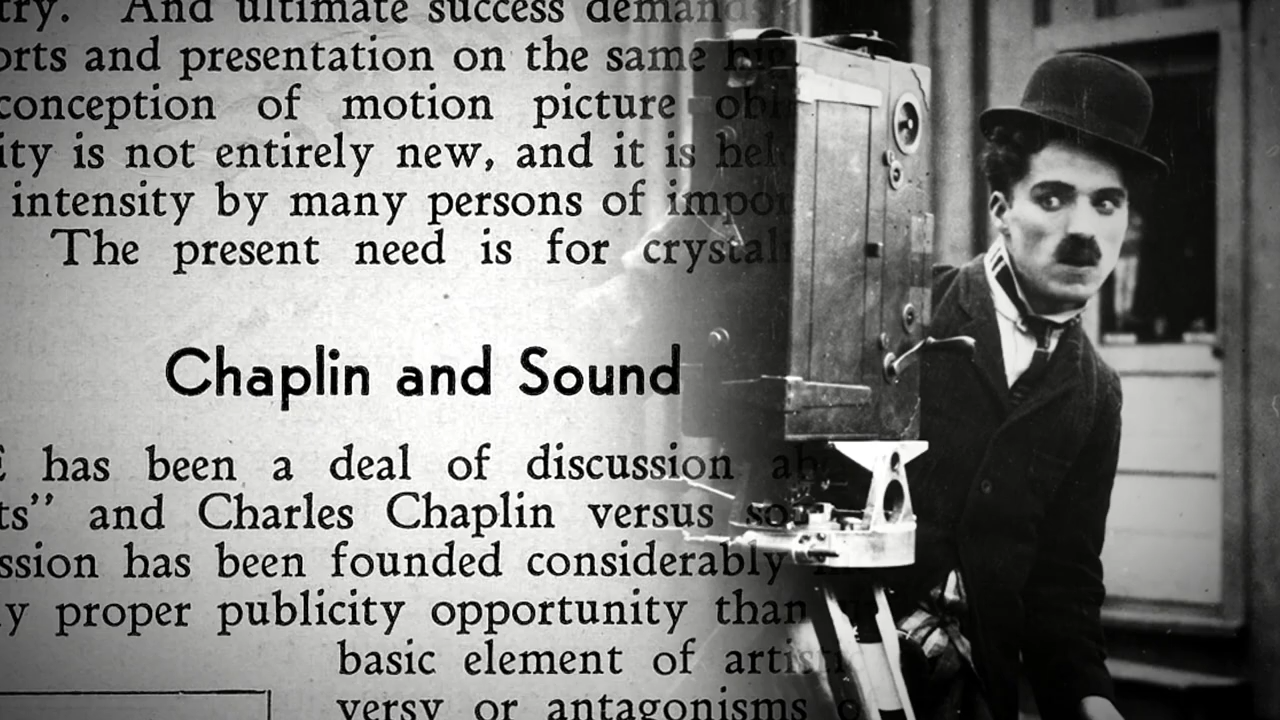 try. And ultimate success demands
orts and presentation on the same
conception of motion picture
ity is not entirely new, and it is
intensity by many persons of
The present need is for
Chaplin and Sound
has been a deal of discussion
ts” and Charles Chaplin versus
ssion has been founded considerably
ly proper publicity opportunity than
basic element of
versy or antagonisms